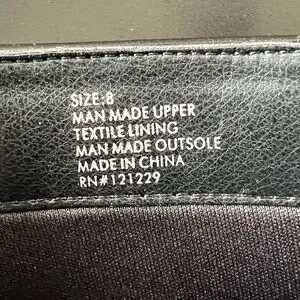 SIZE: 8
MAN MADE UPPER
TEXTILE LINING
MAN MADE OUTSOLE
MADE IN CHINA
RN#121229